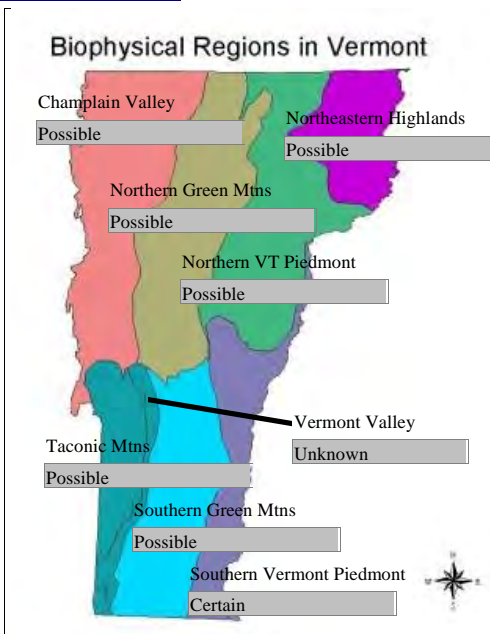 Biophysical Regions in Vermont
Champlain Valley
Possible
Northeastern Highlands
Possible
Northern Green Mtns
Possible
Northern VT Piedmont
Possible
Vermont Valley
Unknown
Taconic Mtns
Possible
Southern Green Mtns
Possible
Southern Vermont Piedmont
Certain